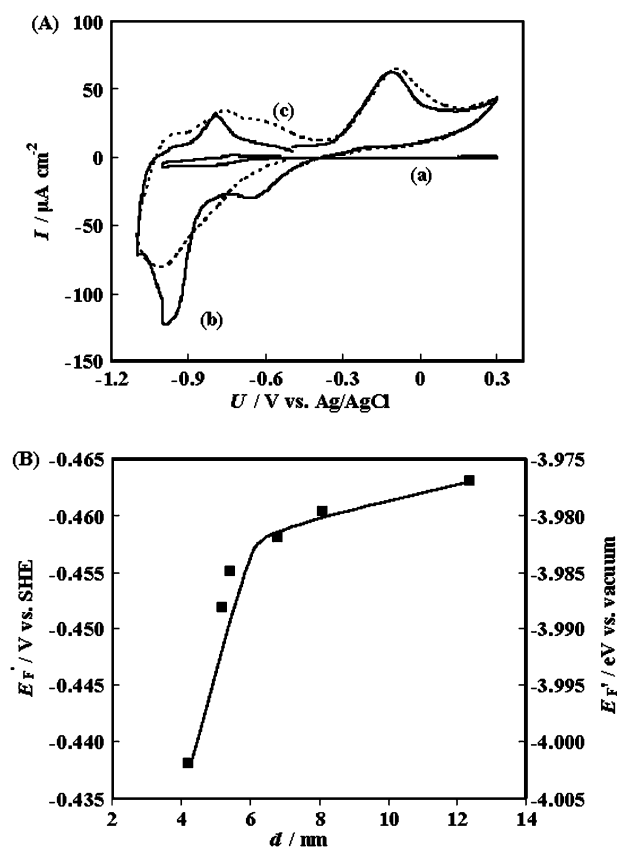 (A)
100
50
0
-50
-100
-150
I / µA cm⁻²
(c)
(a)
(b)
-1.2 -0.9 -0.6 -0.3 0 0.3
U / V vs. Ag/AgCl
(B)
-0.465
-0.460
-0.455
-0.450
-0.445
-0.440
-0.435
E_F' / V vs. SHE
-3.975
-3.980
-3.985
-3.990
-3.995
-4.000
-4.005
E_F' / eV vs. vacuum
2 4 6 8 10 12 14
d / nm